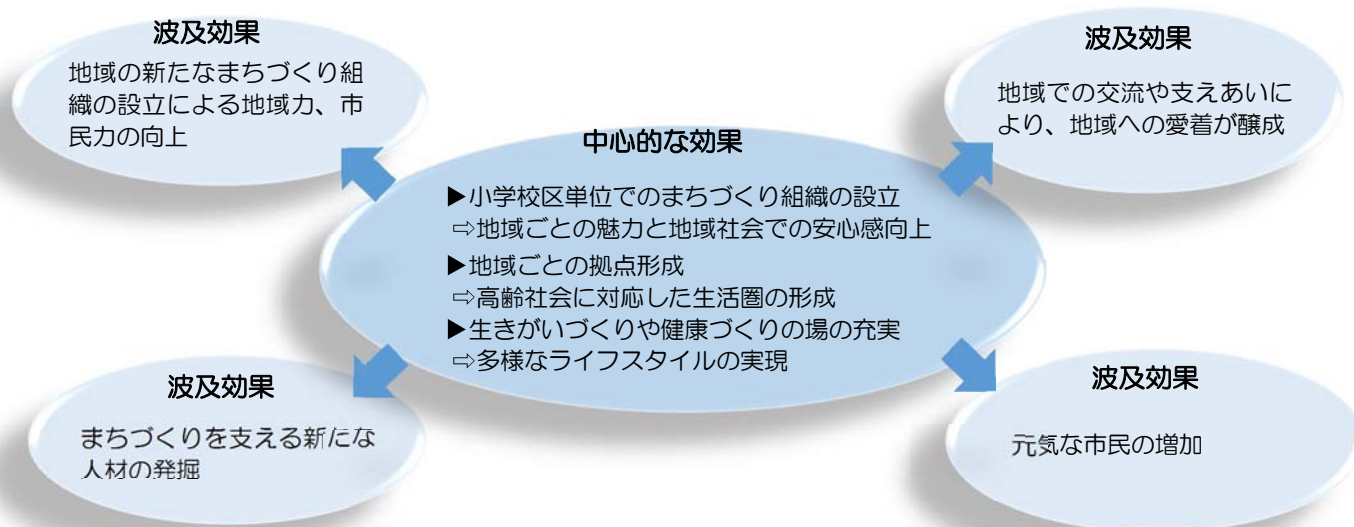 波及効果
地域の新たなまちづくり組
織の設立による地域力、市
民力の向上
波及効果
地域での交流や支えあいに
より、地域への愛着が醸成
中心的な効果
▶小学校区単位でのまちづくり組織の設立
⇨地域ごとの魅力と地域社会での安心感向上
▶地域ごとの拠点形成
⇨高齢社会に対応した生活圏の形成
▶生きがいづくりや健康づくりの場の充実
⇨多様なライフスタイルの実現
波及効果
まちづくりを支える新たな
人材の発掘
波及効果
元気な市民の増加